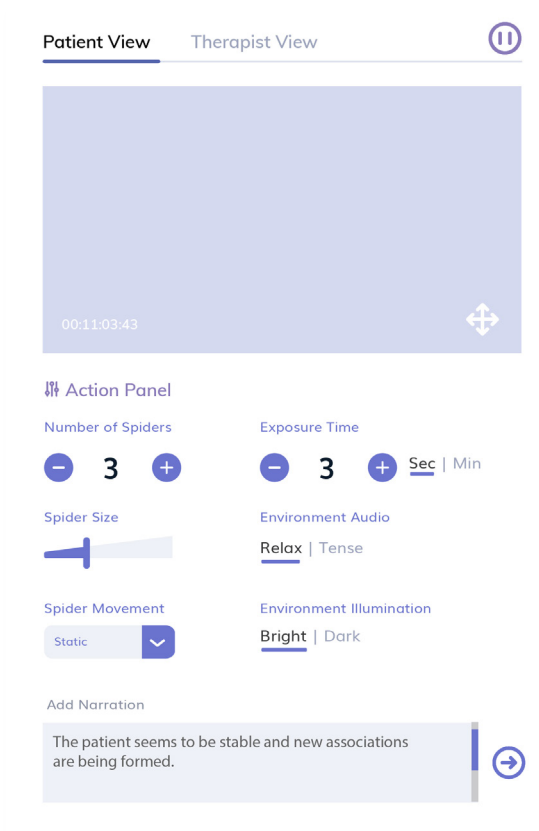 Patient View
Therapist View
00:11:03:43
Action Panel
Number of Spiders
Exposure Time
3
3
Sec | Min
Spider Size
Environment Audio
Relax | Tense
Spider Movement
Environment Illumination
Static
Bright | Dark
Add Narration
The patient seems to be stable and new associations
are being formed.